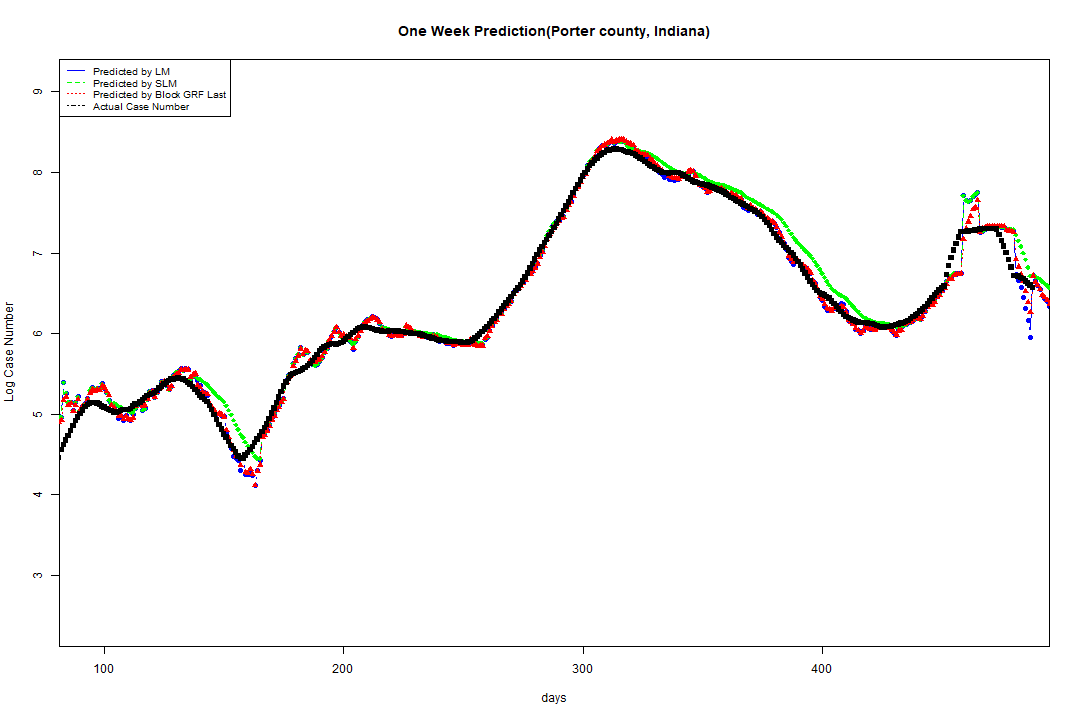 One Week Prediction(Porter county, Indiana)
Predicted by LM
Predicted by SLM
Predicted by Block GRF Last
Actual Case Number
9
8
7
6
5
4
3
Log Case Number
100 200 300 400
days